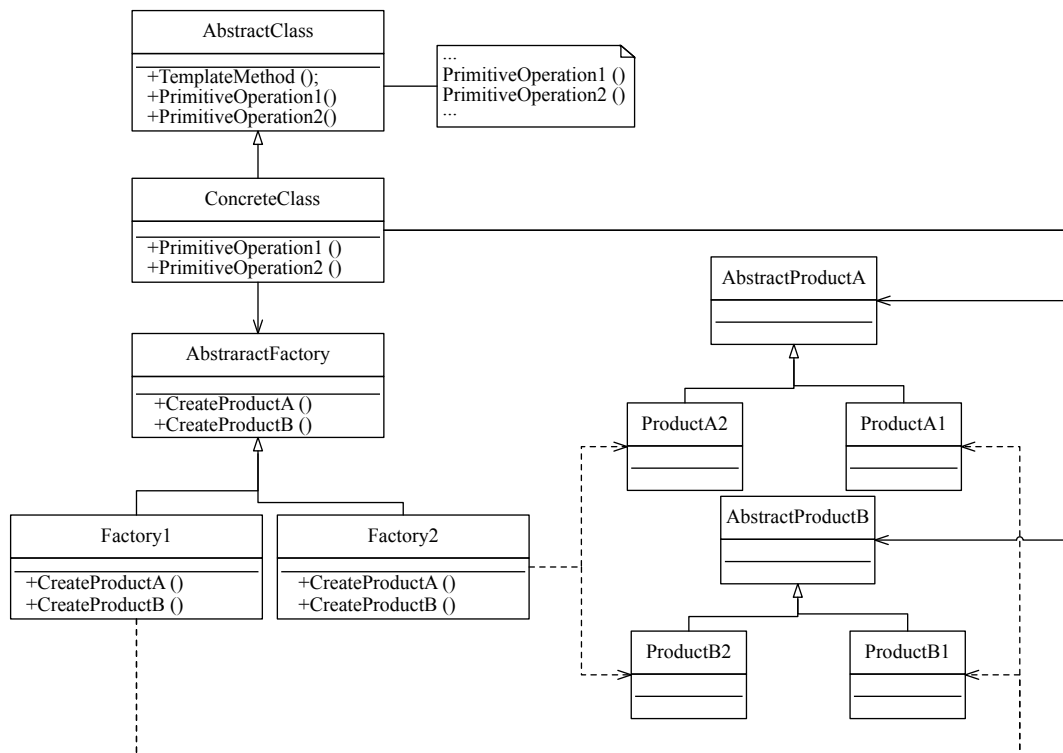 AbstractClass
+TemplateMethod ();
+PrimitiveOperation1()
+PrimitiveOperation2()
...
PrimitiveOperation1 ()
PrimitiveOperation2 ()
...
ConcreteClass
+PrimitiveOperation1 ()
+PrimitiveOperation2 ()
AbstraractFactory
+CreateProductA ()
+CreateProductB ()
Factory1
+CreateProductA ()
+CreateProductB ()
Factory2
+CreateProductA ()
+CreateProductB ()
AbstractProductA
ProductA2
ProductA1
AbstractProductB
ProductB2
ProductB1